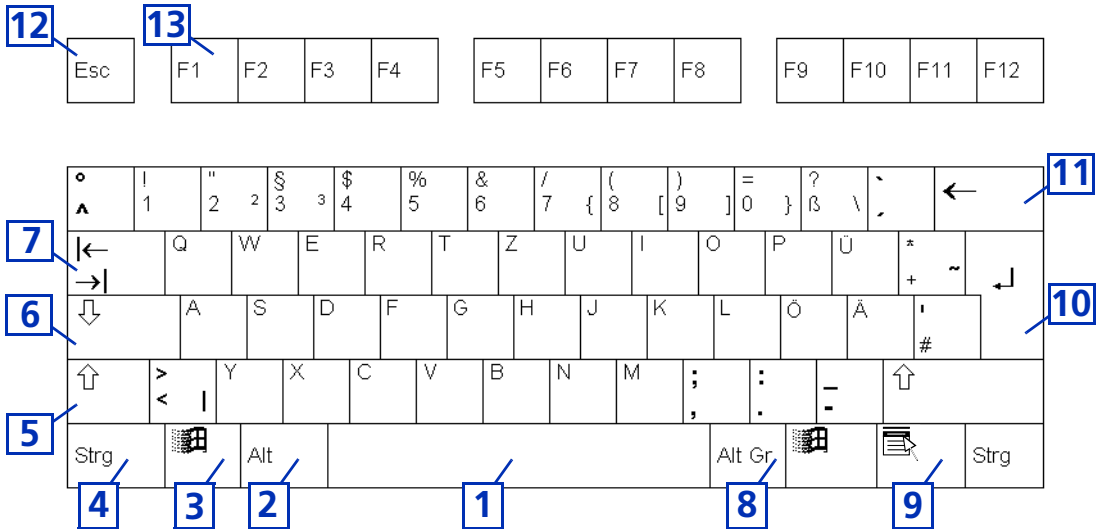 12 13
Esc F1 F2 F3 F4 F5 F6 F7 F8 F9 F10 F11 F12
° ! " § $ % & / ( ) = ? ` ← 11
^ 1 2 ² 3 ³ 4 5 6 7 { 8 [ 9 ] 0 } ß \ ´
7 |← Q W E R T Z U I O P Ü *
→| + ~ ↵
6 ⇩ A S D F G H J K L Ö Ä ' 10
#
⇧ > Y X C V B N M ; : _ ⇧
5 < | , . -
Strg Alt Alt Gr Strg
4 3 2 1 8 9